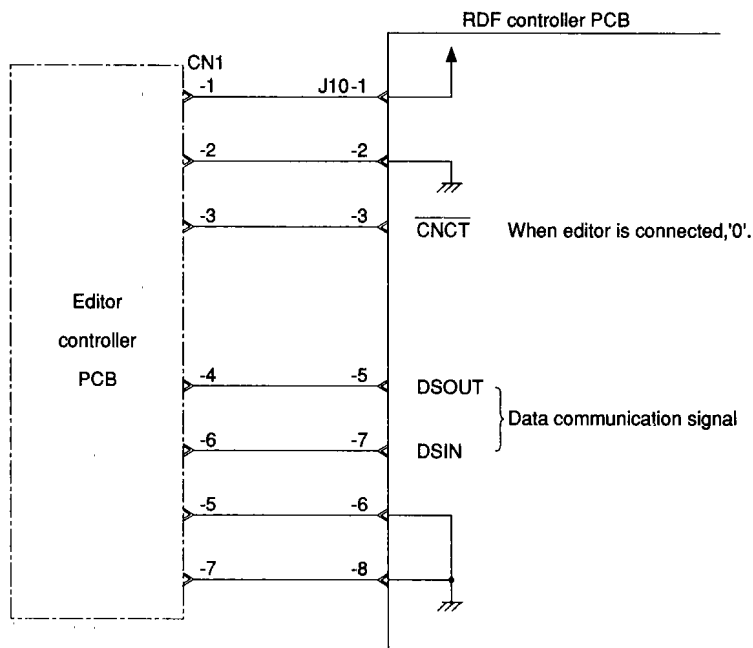 RDF controller PCB
CN1
-1 J10-1
-2 -2
-3 -3 CNCT When editor is connected,'0'.
Editor
controller
PCB
-4 -5 DSOUT
Data communication signal
-6 -7 DSIN
-5 -6
-7 -8